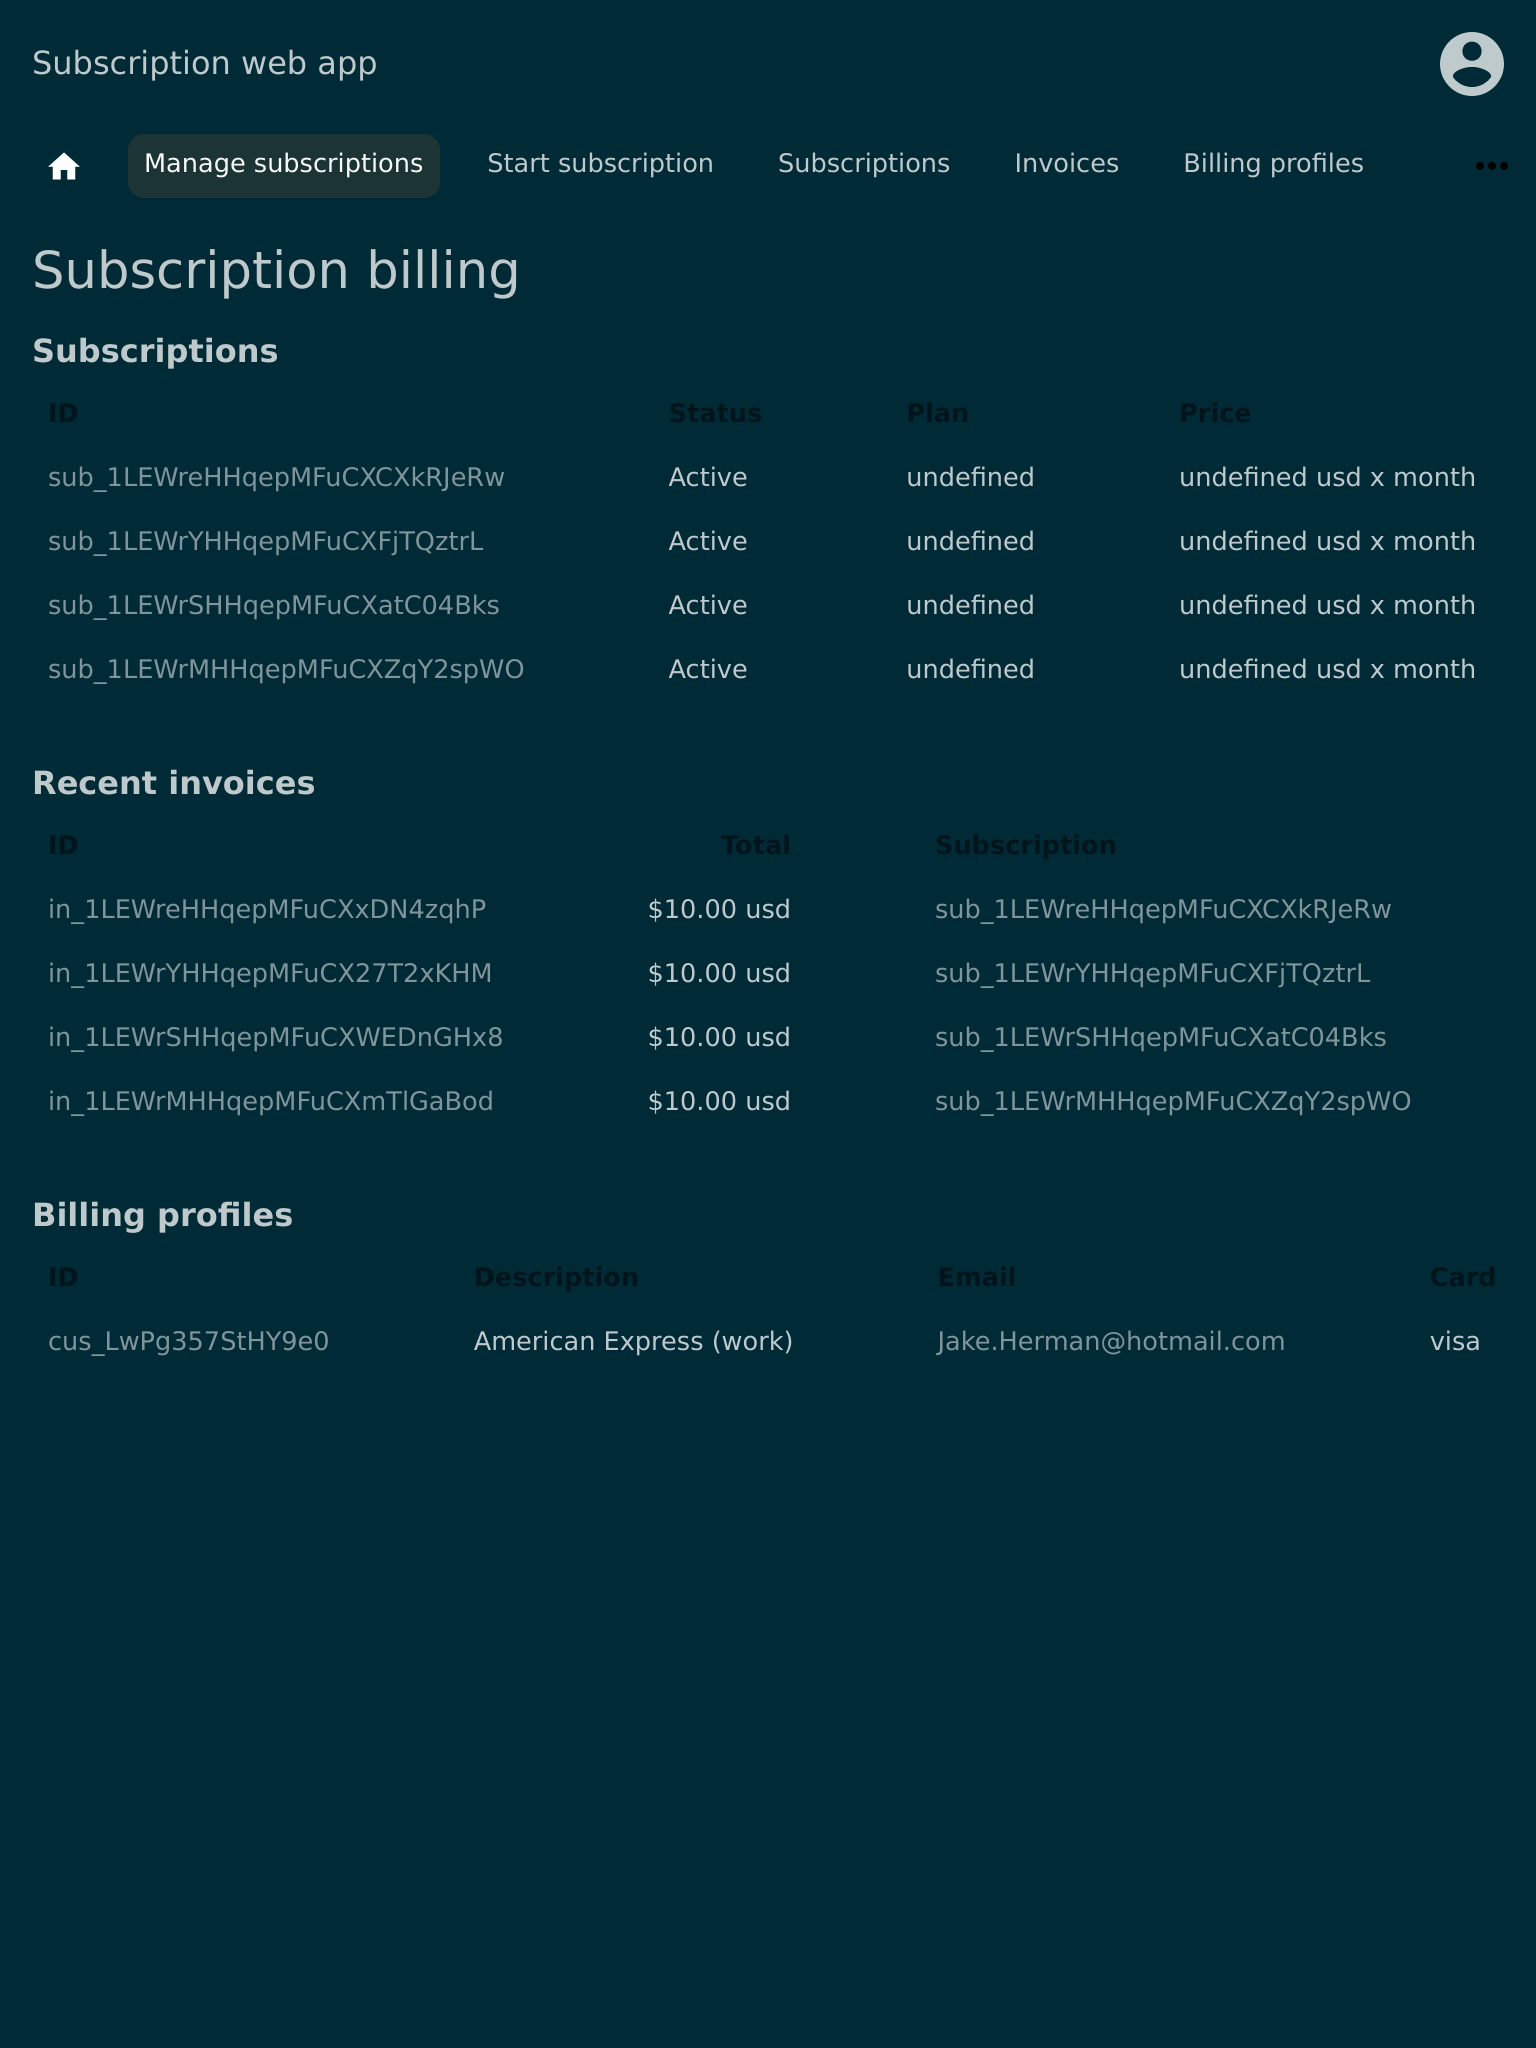 Subscription web app
Manage subscriptions Start subscription Subscriptions Invoices Billing profiles
Subscription billing
Subscriptions
ID Status Plan Price
sub_1LEWreHHqepMFuCXCXkRJeRw Active undefined undefined usd x month
sub_1LEWrYHHqepMFuCXFjTQztrL Active undefined undefined usd x month
sub_1LEWrSHHqepMFuCXatC04Bks Active undefined undefined usd x month
sub_1LEWrMHHqepMFuCXZqY2spWO Active undefined undefined usd x month
Recent invoices
ID Total Subscription
in_1LEWreHHqepMFuCXxDN4zqhP $10.00 usd sub_1LEWreHHqepMFuCXCXkRJeRw
in_1LEWrYHHqepMFuCX27T2xKHM $10.00 usd sub_1LEWrYHHqepMFuCXFjTQztrL
in_1LEWrSHHqepMFuCXWEDnGHx8 $10.00 usd sub_1LEWrSHHqepMFuCXatC04Bks
in_1LEWrMHHqepMFuCXmTlGaBod $10.00 usd sub_1LEWrMHHqepMFuCXZqY2spWO
Billing profiles
ID Description Email Card
cus_LwPg357StHY9e0 American Express (work) Jake.Herman@hotmail.com visa